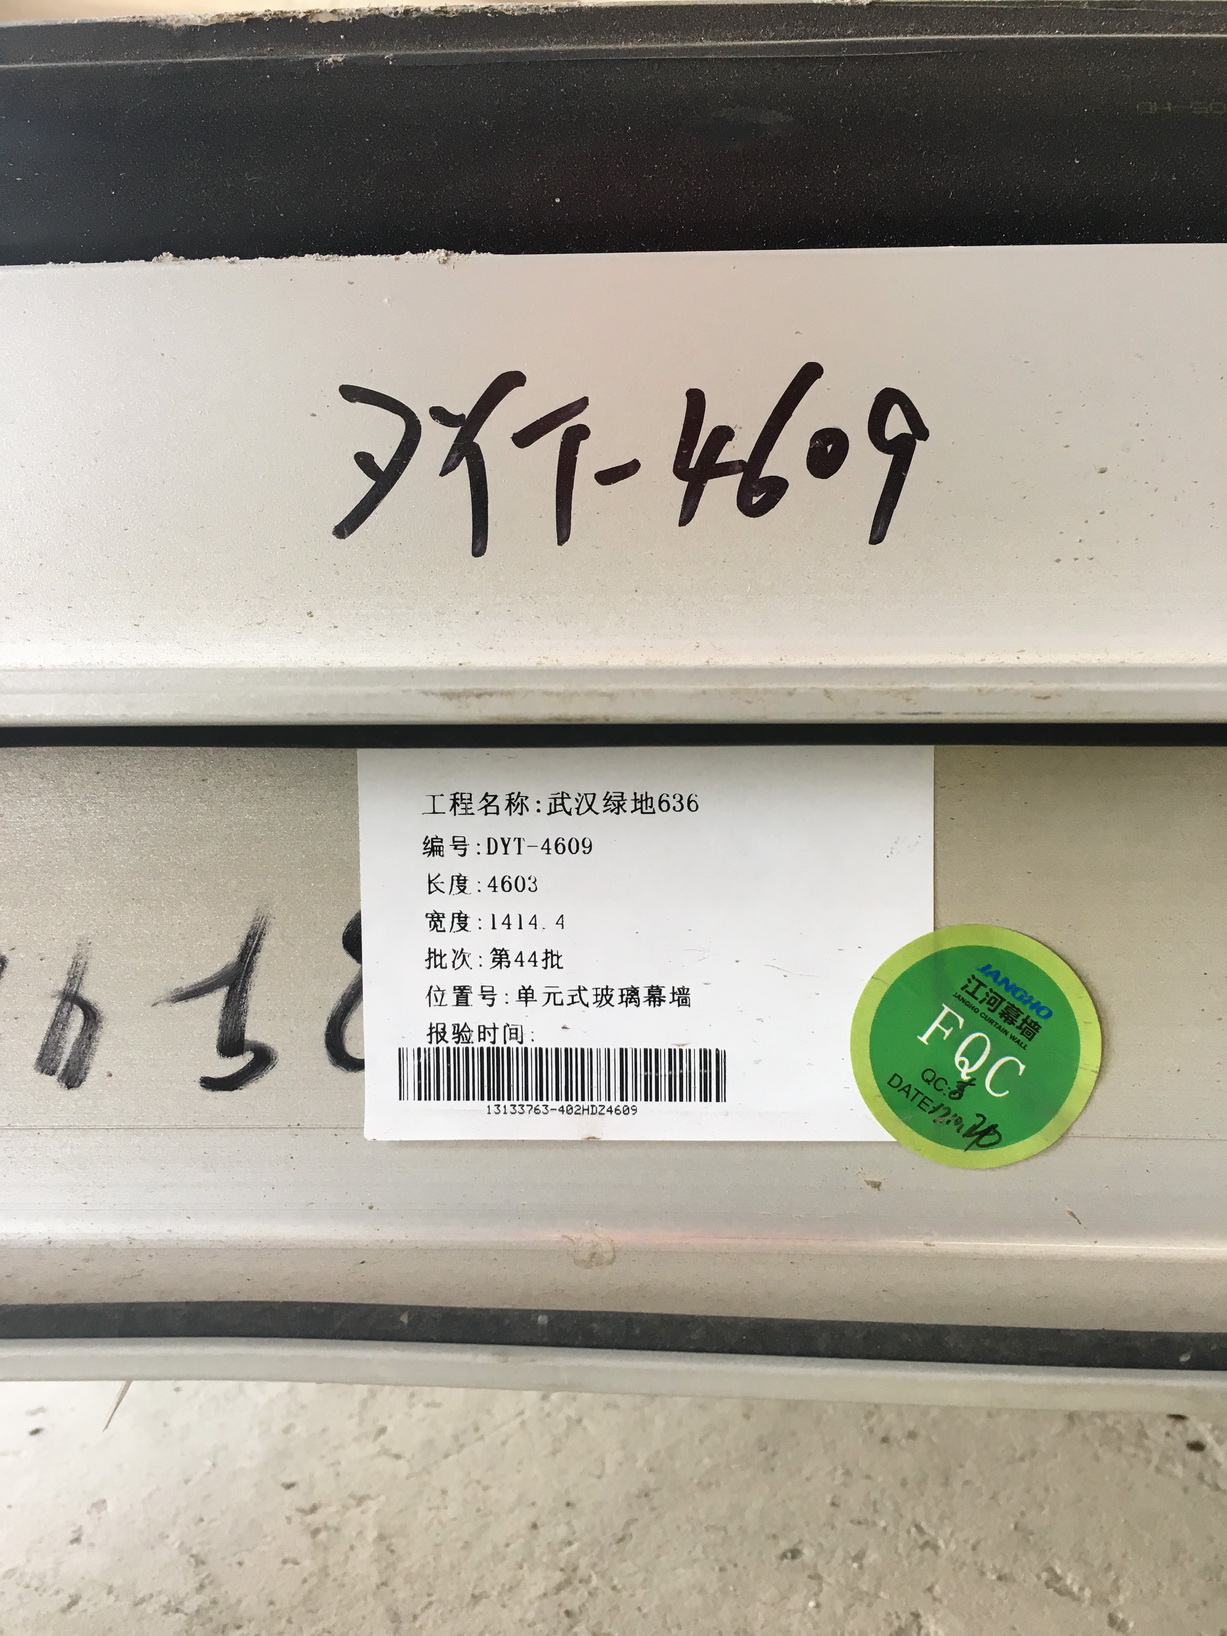 DYT-4609
工程名称:武汉绿地636
编号:DYT-4609
长度:4603
宽度:1414.4
批次:第44批
位置号:单元式玻璃幕墙
报验时间:
13133763-402HDZ4609
JANGHO
江河幕墙
JANGHO CURTAIN WALL
FQC
QC:
DATE: